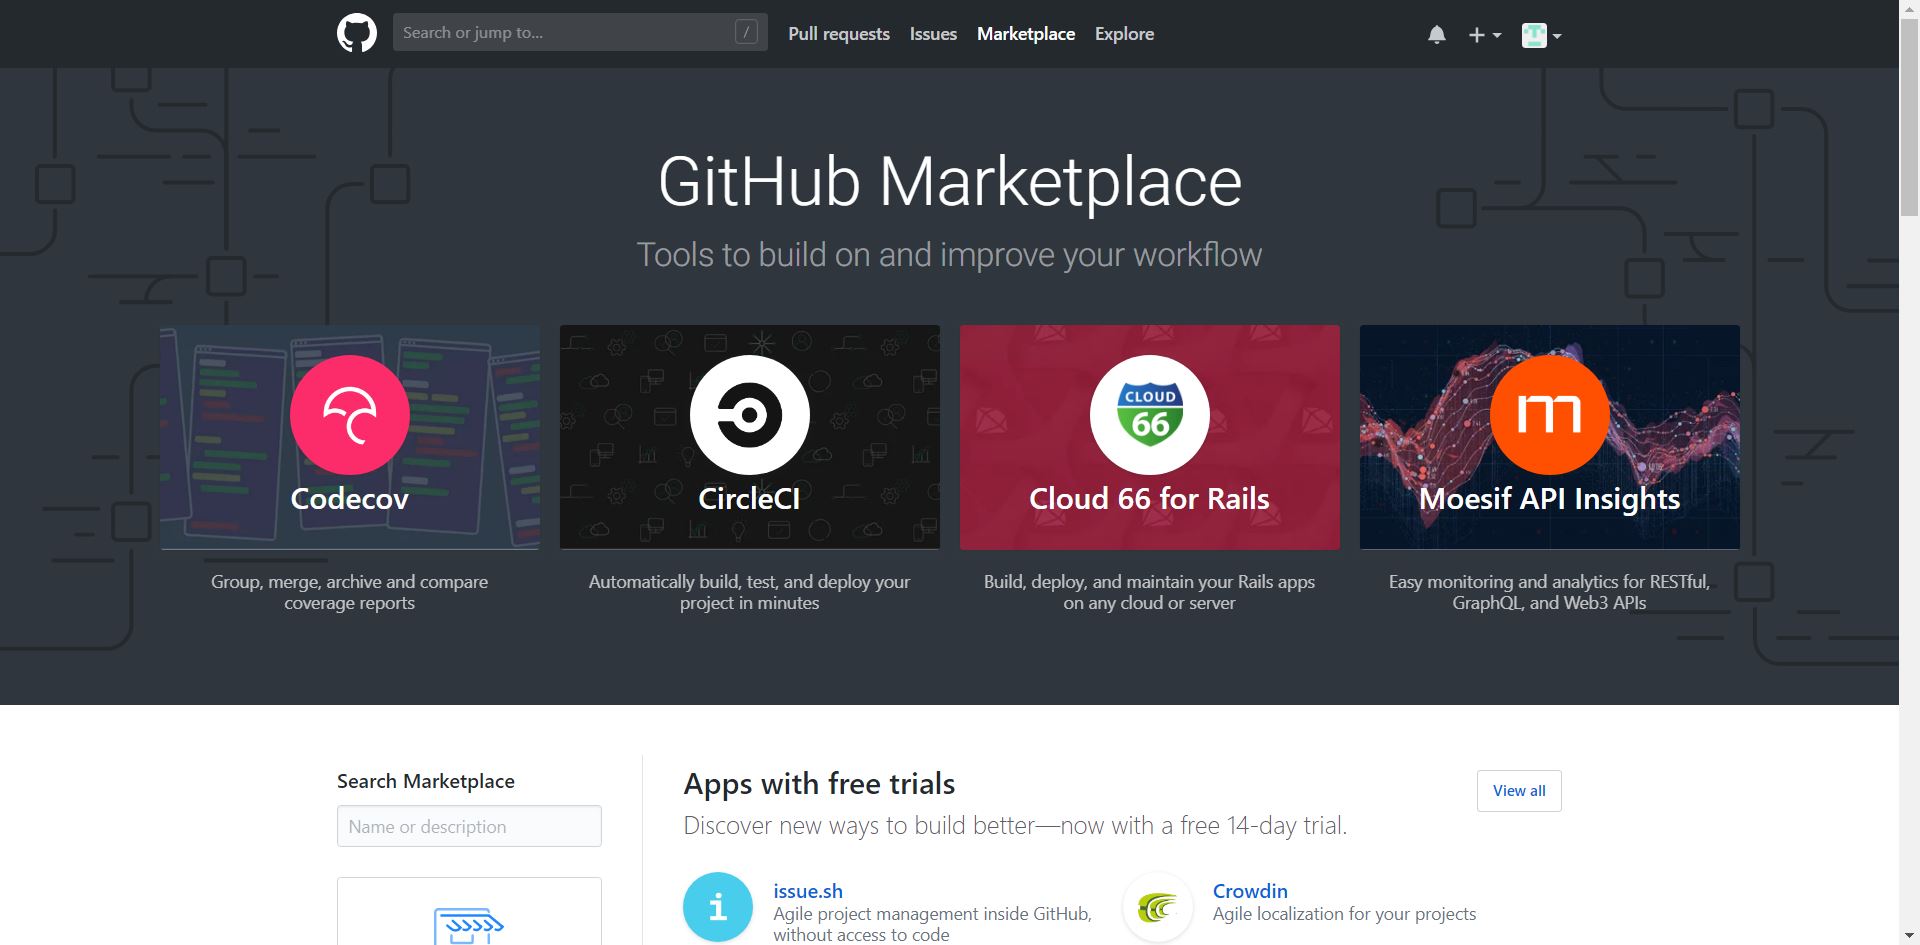 Search or jump to...
/
Pull requests
Issues
Marketplace
Explore
GitHub Marketplace
Tools to build on and improve your workflow
Codecov
Group, merge, archive and compare
coverage reports
CircleCI
Automatically build, test, and deploy your
project in minutes
CLOUD
66
Cloud 66 for Rails
Build, deploy, and maintain your Rails apps
on any cloud or server
m
Moesif API Insights
Easy monitoring and analytics for RESTful,
GraphQL, and Web3 APIs
Search Marketplace
Name or description
Apps with free trials
View all
Discover new ways to build better—now with a free 14-day trial.
i
issue.sh
Agile project management inside GitHub,
without access to code
Crowdin
Agile localization for your projects